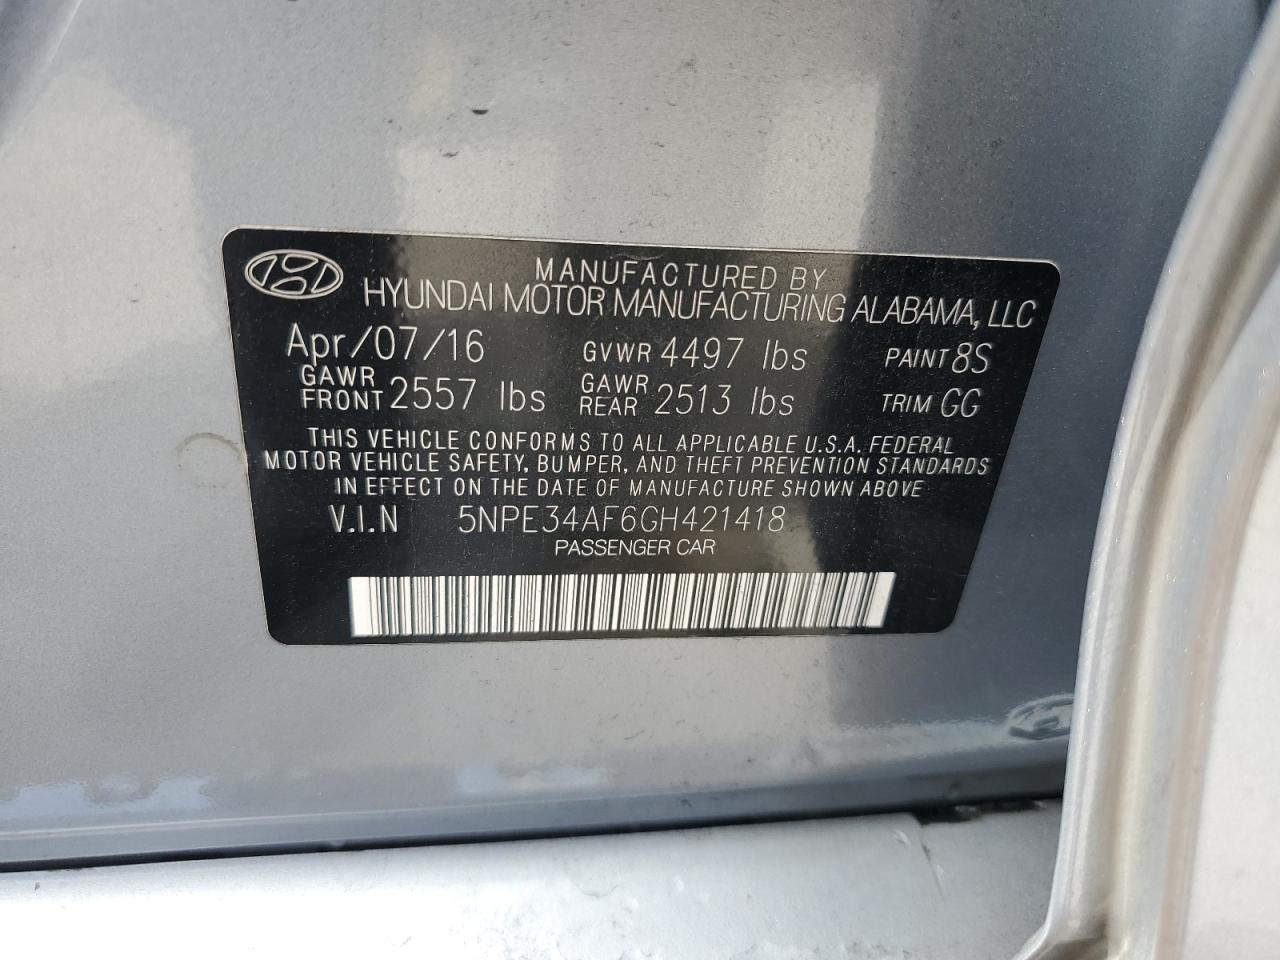 MANUFACTURED BY
HYUNDAI MOTOR MANUFACTURING ALABAMA, LLC
Apr/07/16 GVWR 4497 lbs PAINT 8S
GAWR FRONT 2557 lbs GAWR REAR 2513 lbs TRIM GG
THIS VEHICLE CONFORMS TO ALL APPLICABLE U.S.A. FEDERAL
MOTOR VEHICLE SAFETY, BUMPER, AND THEFT PREVENTION STANDARDS
IN EFFECT ON THE DATE OF MANUFACTURE SHOWN ABOVE
V.I.N 5NPE34AF6GH421418
PASSENGER CAR